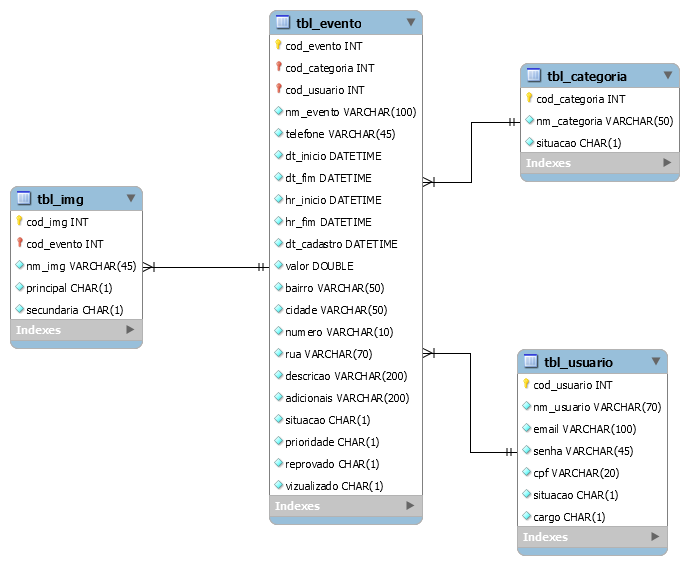 tbl_evento
cod_evento INT
cod_categoria INT
cod_usuario INT
nm_evento VARCHAR(100)
telefone VARCHAR(45)
dt_inicio DATETIME
dt_fim DATETIME
hr_inicio DATETIME
hr_fim DATETIME
dt_cadastro DATETIME
valor DOUBLE
bairro VARCHAR(50)
cidade VARCHAR(50)
numero VARCHAR(10)
rua VARCHAR(70)
descricao VARCHAR(200)
adicionais VARCHAR(200)
situacao CHAR(1)
prioridade CHAR(1)
reprovado CHAR(1)
vizualizado CHAR(1)
Indexes
tbl_categoria
cod_categoria INT
nm_categoria VARCHAR(50)
situacao CHAR(1)
Indexes
tbl_img
cod_img INT
cod_evento INT
nm_img VARCHAR(45)
principal CHAR(1)
secundaria CHAR(1)
Indexes
tbl_usuario
cod_usuario INT
nm_usuario VARCHAR(70)
email VARCHAR(100)
senha VARCHAR(45)
cpf VARCHAR(20)
situacao CHAR(1)
cargo CHAR(1)
Indexes